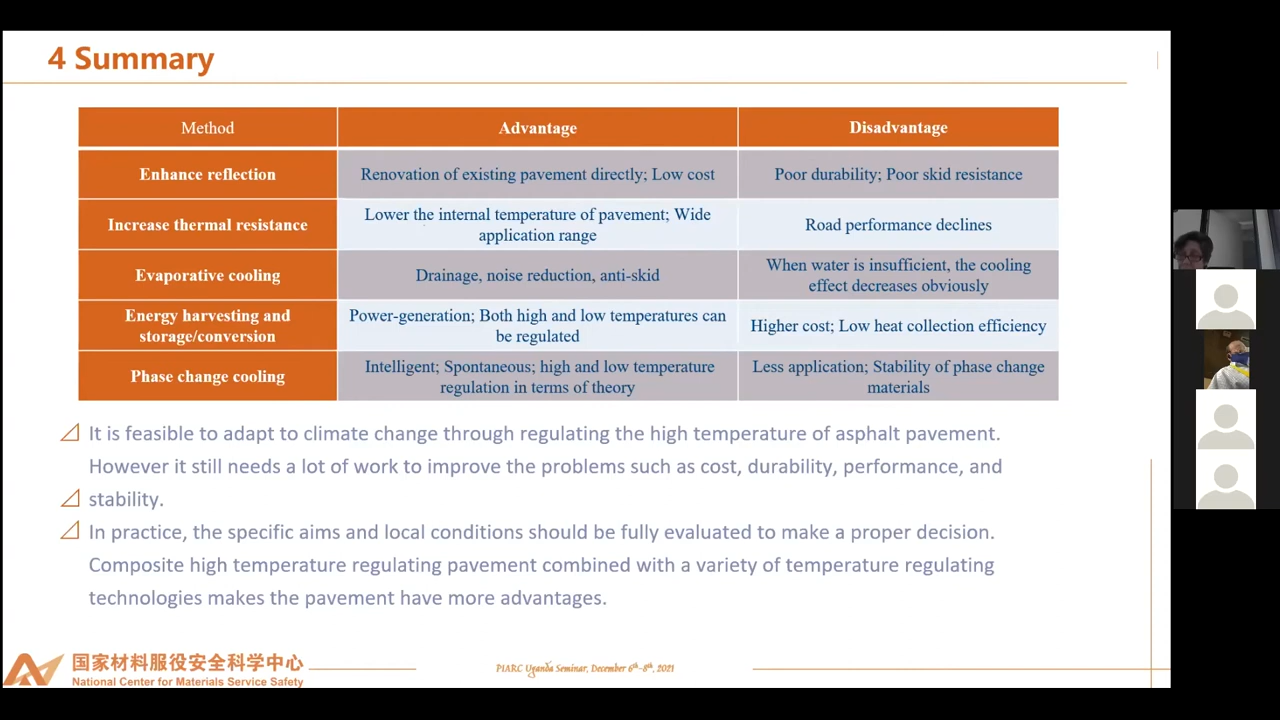 4 Summary
Method Advantage Disadvantage
Enhance reflection Renovation of existing pavement directly; Low cost Poor durability; Poor skid resistance
Increase thermal resistance Lower the internal temperature of pavement; Wide application range Road performance declines
Evaporative cooling Drainage, noise reduction, anti-skid When water is insufficient, the cooling effect decreases obviously
Energy harvesting and storage/conversion Power-generation; Both high and low temperatures can be regulated Higher cost; Low heat collection efficiency
Phase change cooling Intelligent; Spontaneous; high and low temperature regulation in terms of theory Less application; Stability of phase change materials
It is feasible to adapt to climate change through regulating the high temperature of asphalt pavement.
However it still needs a lot of work to improve the problems such as cost, durability, performance, and
stability.
In practice, the specific aims and local conditions should be fully evaluated to make a proper decision.
Composite high temperature regulating pavement combined with a variety of temperature regulating
technologies makes the pavement have more advantages.
国家材料服役安全科学中心
National Center for Materials Service Safety
PIARC Uganda Seminar, December 6th-8th, 2021